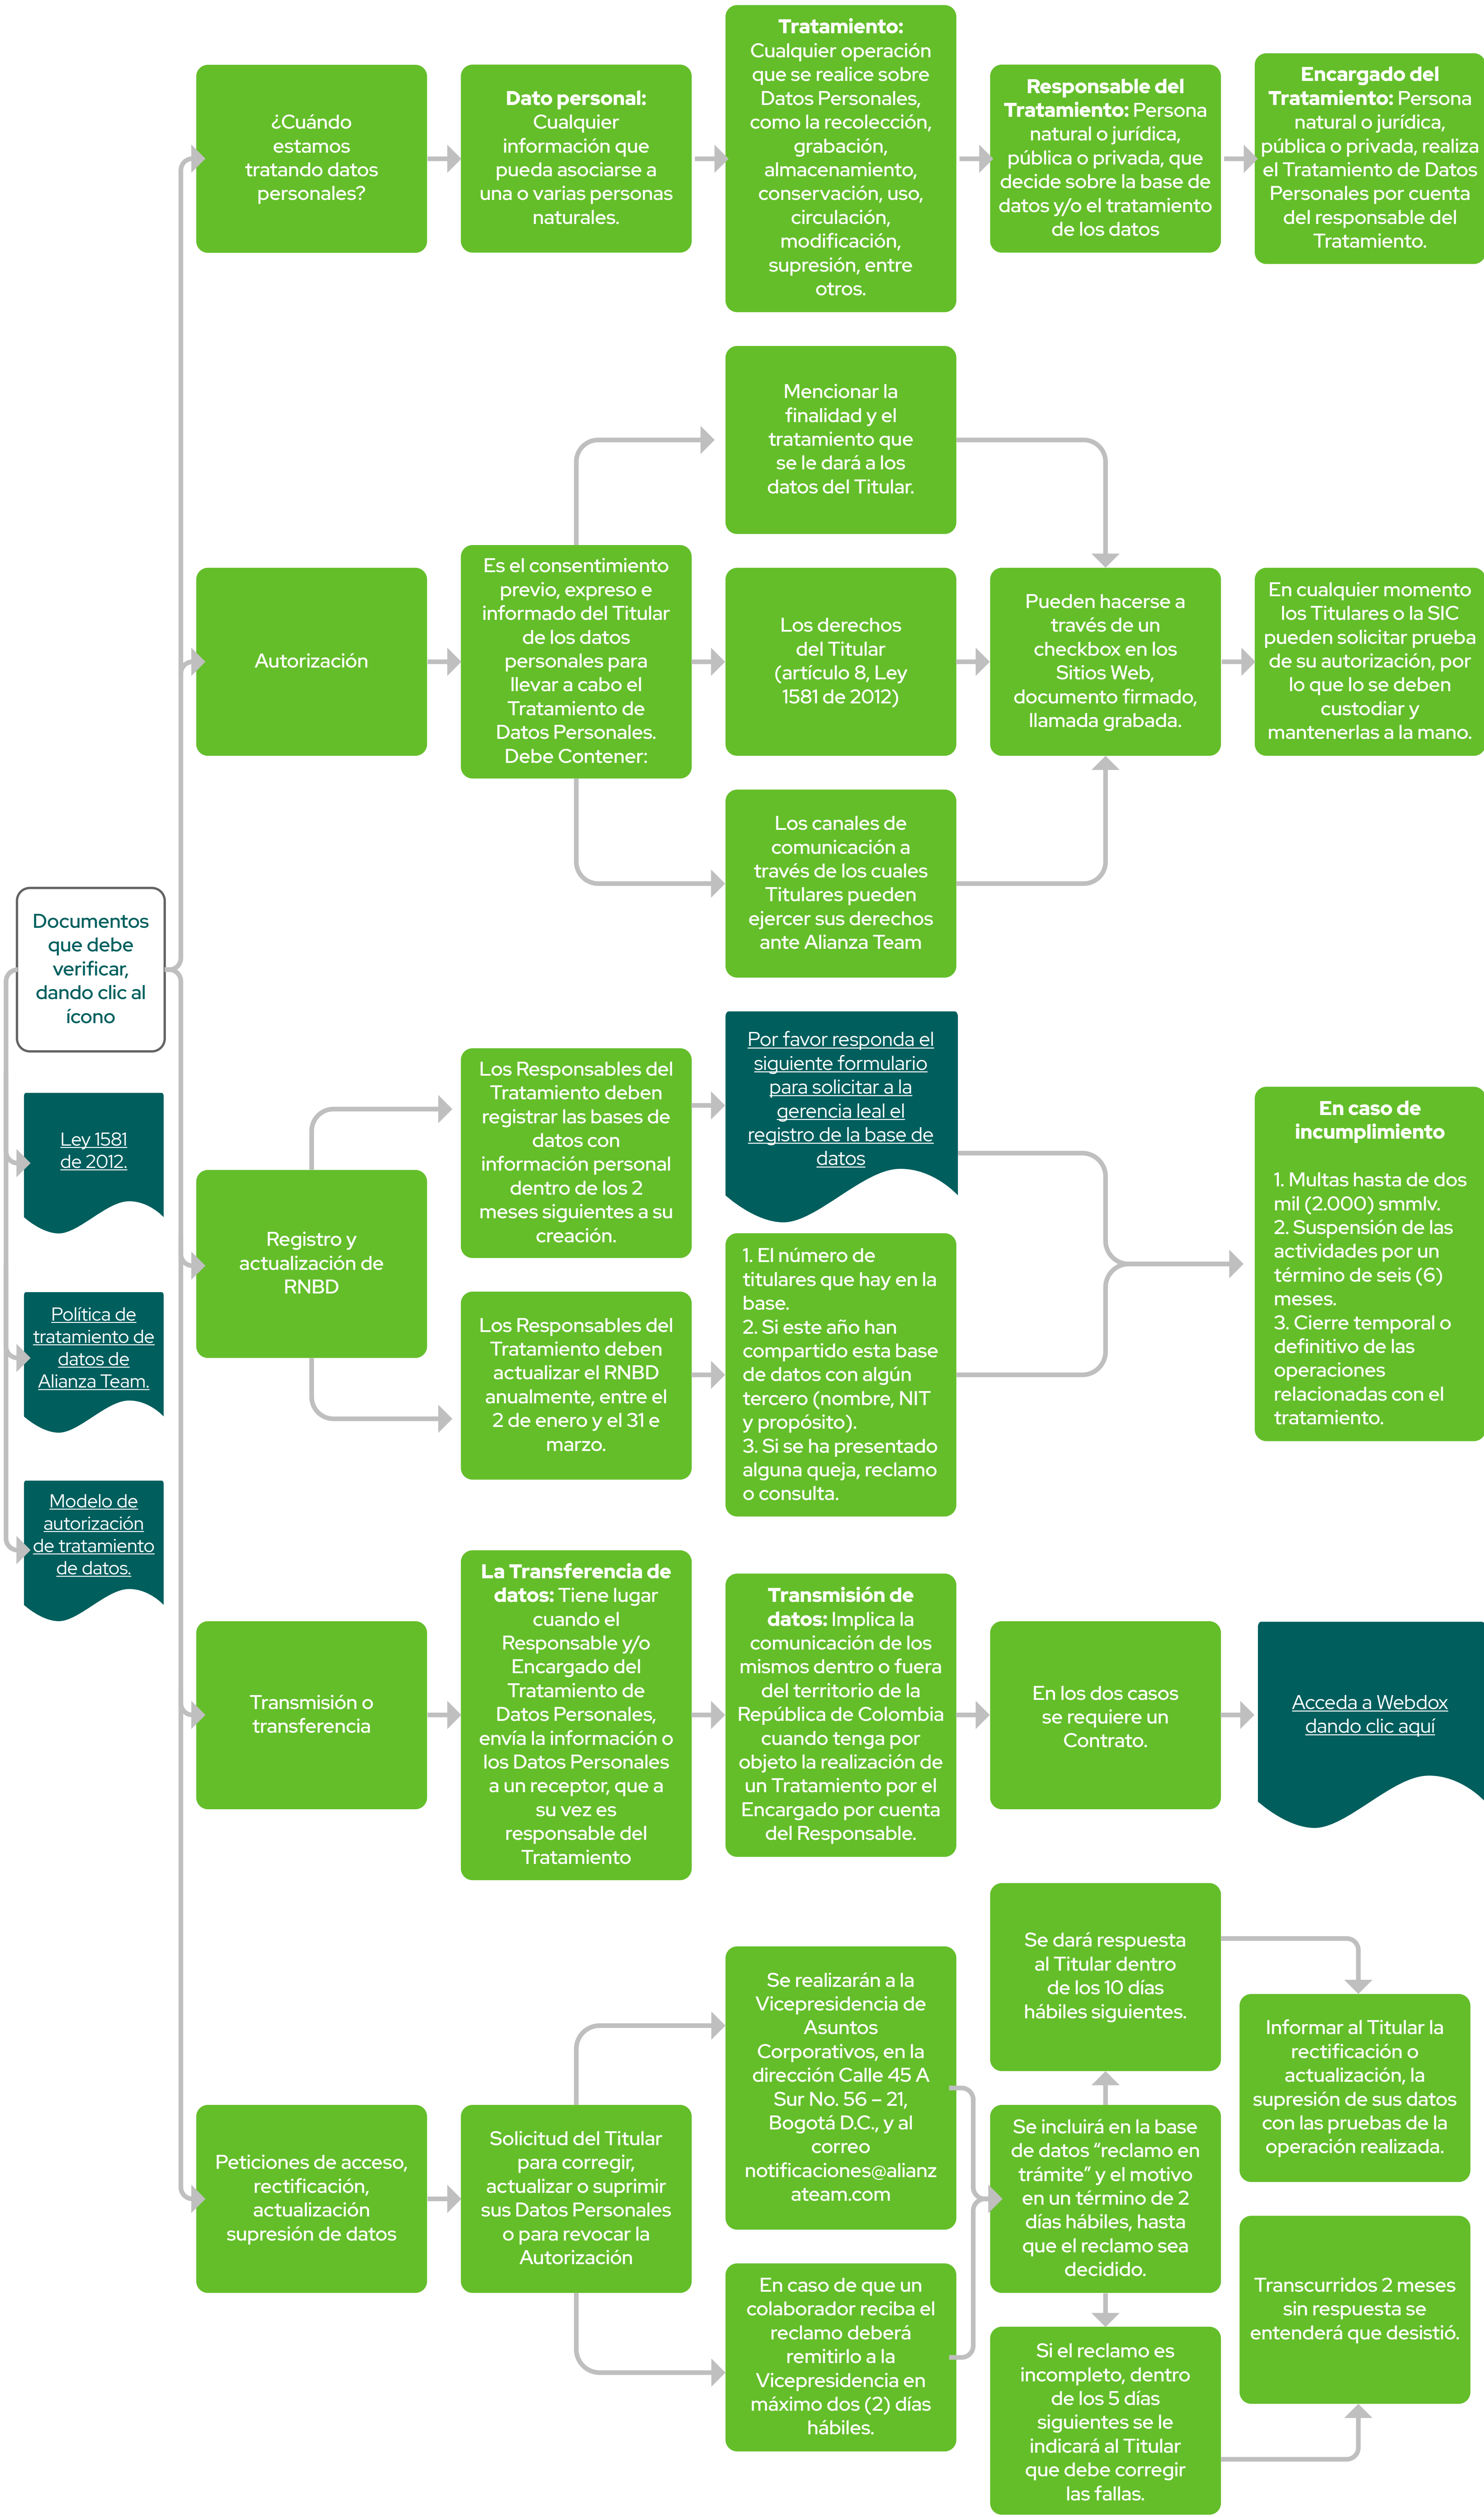 ¿Cuándo
estamos
tratando datos
personales?
Dato personal:
Cualquier
información que
pueda asociarse a
una o varias personas
naturales.
Tratamiento:
Cualquier operación
que se realice sobre
Datos Personales,
como la recolección,
grabación,
almacenamiento,
conservación, uso,
circulación,
modificación,
supresión, entre
otros.
Responsable del
Tratamiento: Persona
natural o jurídica,
pública o privada, que
decide sobre la base de
datos y/o el tratamiento
de los datos
Encargado del
Tratamiento: Persona
natural o jurídica,
pública o privada, realiza
el Tratamiento de Datos
Personales por cuenta
del responsable del
Tratamiento.
Autorización
Es el consentimiento
previo, expreso e
informado del Titular
de los datos
personales para
llevar a cabo el
Tratamiento de
Datos Personales.
Debe Contener:
Mencionar la
finalidad y el
tratamiento que
se le dará a los
datos del Titular.
Los derechos
del Titular
(artículo 8, Ley
1581 de 2012)
Los canales de
comunicación a
través de los cuales
Titulares pueden
ejercer sus derechos
ante Alianza Team
Pueden hacerse a
través de un
checkbox en los
Sitios Web,
documento firmado,
llamada grabada.
En cualquier momento
los Titulares o la SIC
pueden solicitar prueba
de su autorización, por
lo que lo se deben
custodiar y
mantenerlas a la mano.
Documentos
que debe
verificar,
dando clic al
ícono
Ley 1581
de 2012.
Política de
tratamiento de
datos de
Alianza Team.
Modelo de
autorización
de tratamiento
de datos.
Registro y
actualización de
RNBD
Los Responsables del
Tratamiento deben
registrar las bases de
datos con
información personal
dentro de los 2
meses siguientes a su
creación.
Por favor responda el
siguiente formulario
para solicitar a la
gerencia leal el
registro de la base de
datos
Los Responsables del
Tratamiento deben
actualizar el RNBD
anualmente, entre el
2 de enero y el 31 e
marzo.
1. El número de
titulares que hay en la
base.
2. Si este año han
compartido esta base
de datos con algún
tercero (nombre, NIT
y propósito).
3. Si se ha presentado
alguna queja, reclamo
o consulta.
En caso de
incumplimiento
1. Multas hasta de dos
mil (2.000) smmlv.
2. Suspensión de las
actividades por un
término de seis (6)
meses.
3. Cierre temporal o
definitivo de las
operaciones
relacionadas con el
tratamiento.
Transmisión o
transferencia
La Transferencia de
datos: Tiene lugar
cuando el
Responsable y/o
Encargado del
Tratamiento de
Datos Personales,
envía la información o
los Datos Personales
a un receptor, que a
su vez es
responsable del
Tratamiento
Transmisión de
datos: Implica la
comunicación de los
mismos dentro o fuera
del territorio de la
República de Colombia
cuando tenga por
objeto la realización de
un Tratamiento por el
Encargado por cuenta
del Responsable.
En los dos casos
se requiere un
Contrato.
Acceda a Webdox
dando clic aquí
Peticiones de acceso,
rectificación,
actualización
supresión de datos
Solicitud del Titular
para corregir,
actualizar o suprimir
sus Datos Personales
o para revocar la
Autorización
Se realizarán a la
Vicepresidencia de
Asuntos
Corporativos, en la
dirección Calle 45 A
Sur No. 56 – 21,
Bogotá D.C., y al
correo
notificaciones@alianz
ateam.com
En caso de que un
colaborador reciba el
reclamo deberá
remitirlo a la
Vicepresidencia en
máximo dos (2) días
hábiles.
Se dará respuesta
al Titular dentro
de los 10 días
hábiles siguientes.
Se incluirá en la base
de datos “reclamo en
trámite” y el motivo
en un término de 2
días hábiles, hasta
que el reclamo sea
decidido.
Si el reclamo es
incompleto, dentro
de los 5 días
siguientes se le
indicará al Titular
que debe corregir
las fallas.
Informar al Titular la
rectificación o
actualización, la
supresión de sus datos
con las pruebas de la
operación realizada.
Transcurridos 2 meses
sin respuesta se
entenderá que desistió.